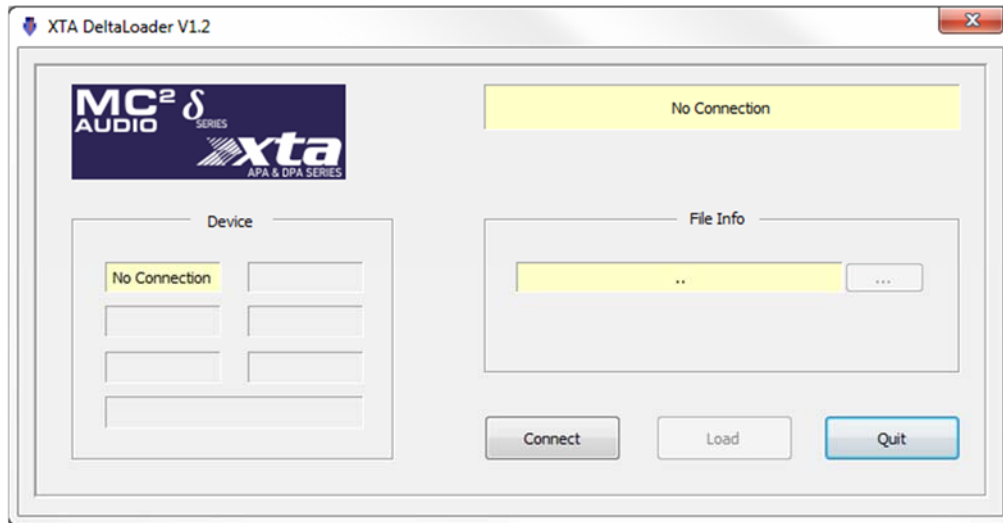 XTA DeltaLoader V1.2
MC² δ
AUDIO SERIES
xta
APA & DPA SERIES
No Connection
Device
No Connection
File Info
..
...
Connect
Load
Quit